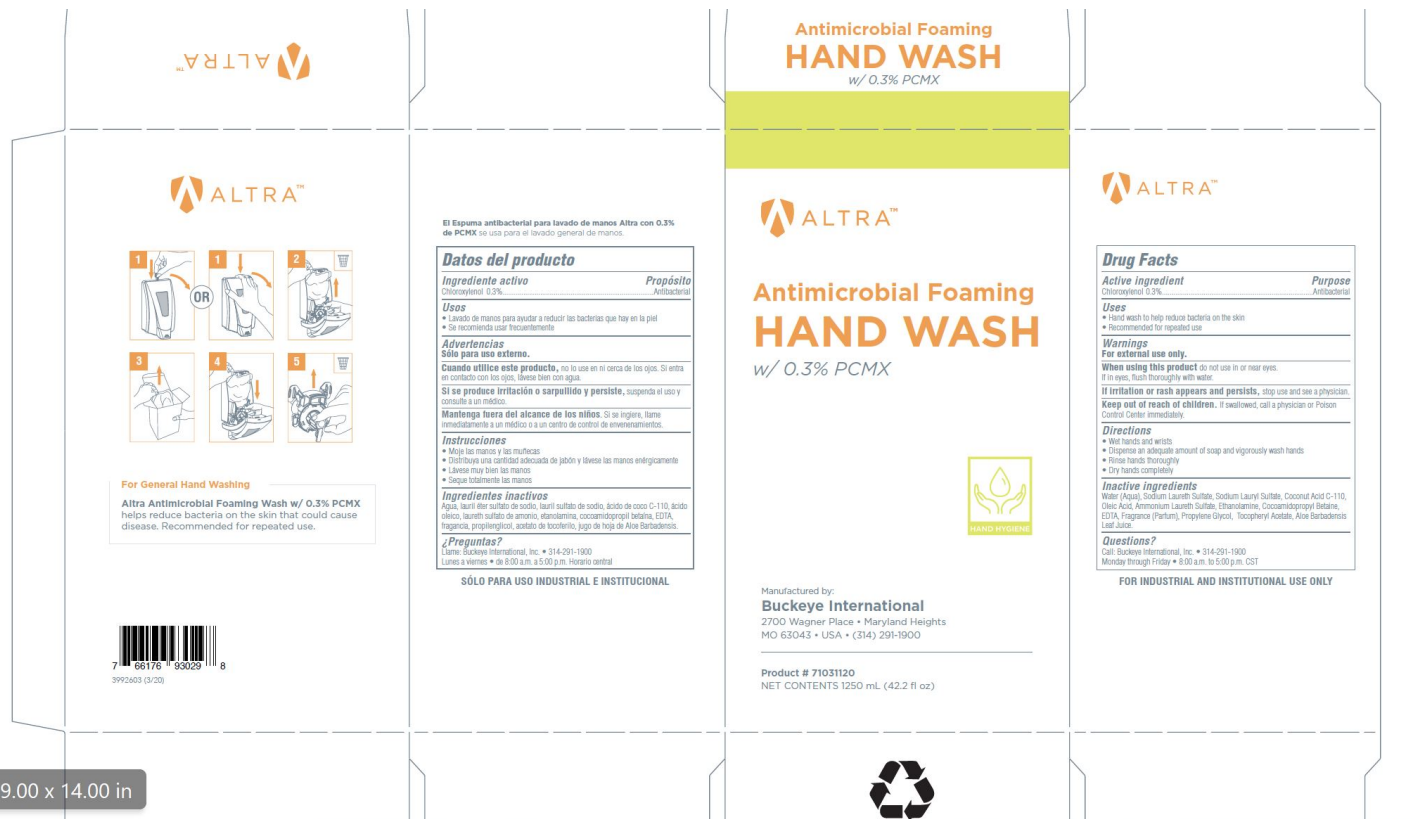 ALTRA™
Antimicrobial Foaming
HAND WASH
w/ 0.3% PCMX
ALTRA™
1
1
2
OR
3
4
5
For General Hand Washing
Altra Antimicrobial Foaming Wash w/ 0.3% PCMX
helps reduce bacteria on the skin that could cause
disease. Recommended for repeated use.
7 66176 93029 8
3992603 (3/20)
El Espuma antibacterial para lavado de manos Altra con 0.3%
de PCMX se usa para el lavado general de manos.
Datos del producto
Ingrediente activo Propósito
Chloroxylenol 0.3%.....Antibacterial
Usos
• Lavado de manos para ayudar a reducir las bacterias que hay en la piel
• Se recomienda usar frecuentemente
Advertencias
Sólo para uso externo.
Cuando utilice este producto, no lo use en ni cerca de los ojos. Si entra
en contacto con los ojos, lávese bien con agua.
Si se produce irritación o sarpullido y persiste, suspenda el uso y
consulte a un médico.
Mantenga fuera del alcance de los niños. Si se ingiere, llame
inmediatamente a un médico o a un centro de control de envenenamientos.
Instrucciones
• Moje las manos y las muñecas
• Distribuya una cantidad adecuada de jabón y lávese las manos enérgicamente
• Lávese muy bien las manos
• Seque totalmente las manos
Ingredientes inactivos
Agua, lauril éter sulfato de sodio, lauril sulfato de sodio, ácido de coco C-110, ácido
oleico, laureth sulfato de amonio, etanolamina, cocoamidopropil betaína, EDTA,
fragancia, propilenglicol, acetato de tocoferilo, jugo de hoja de Aloe Barbadensis.
¿Preguntas?
Llame: Buckeye International, Inc. • 314-291-1900
Lunes a viernes • de 8:00 a.m. a 5:00 p.m. Horario central
SÓLO PARA USO INDUSTRIAL E INSTITUCIONAL
ALTRA™
Antimicrobial Foaming
HAND WASH
w/ 0.3% PCMX
HAND HYGIENE
Manufactured by:
Buckeye International
2700 Wagner Place • Maryland Heights
MO 63043 • USA • (314) 291-1900
Product # 71031120
NET CONTENTS 1250 mL (42.2 fl oz)
ALTRA™
Drug Facts
Active ingredient Purpose
Chloroxylenol 0.3%.....Antibacterial
Uses
• Hand wash to help reduce bacteria on the skin
• Recommended for repeated use
Warnings
For external use only.
When using this product do not use in or near eyes.
If in eyes, flush thoroughly with water.
If irritation or rash appears and persists, stop use and see a physician.
Keep out of reach of children. If swallowed, call a physician or Poison
Control Center immediately.
Directions
• Wet hands and wrists
• Dispense an adequate amount of soap and vigorously wash hands
• Rinse hands thoroughly
• Dry hands completely
Inactive ingredients
Water (Aqua), Sodium Laureth Sulfate, Sodium Lauryl Sulfate, Coconut Acid C-110,
Oleic Acid, Ammonium Laureth Sulfate, Ethanolamine, Cocoamidopropyl Betaine,
EDTA, Fragrance (Parfum), Propylene Glycol, Tocopheryl Acetate, Aloe Barbadensis
Leaf Juice.
Questions?
Call: Buckeye International, Inc. • 314-291-1900
Monday through Friday • 8:00 a.m. to 5:00 p.m. CST
FOR INDUSTRIAL AND INSTITUTIONAL USE ONLY
9.00 x 14.00 in